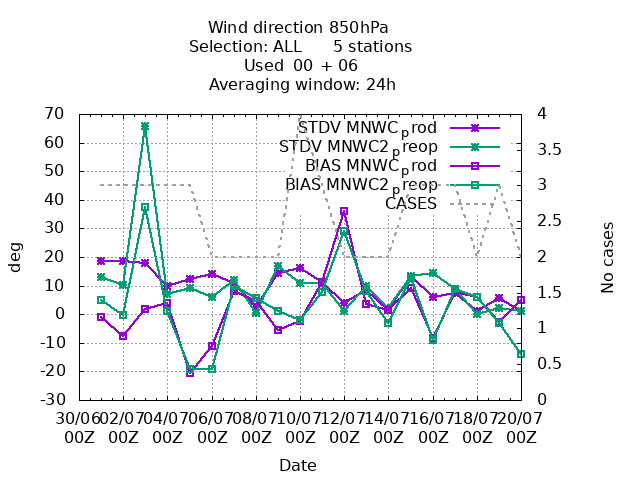 Wind direction 850hPa
Selection: ALL 5 stations
Used 00 + 06
Averaging window: 24h
STDV MNWCprod
STDV MNWC2preop
BIAS MNWCprod
BIAS MNWC2preop
CASES
70
60
50
40
30
20
10
0
-10
-20
-30
deg
4
3.5
3
2.5
2
1.5
1
0.5
0
No cases
30/06 02/07 04/07 06/07 08/07 10/07 12/07 14/07 16/07 18/07 20/07
00Z 00Z 00Z 00Z 00Z 00Z 00Z 00Z 00Z 00Z 00Z
Date